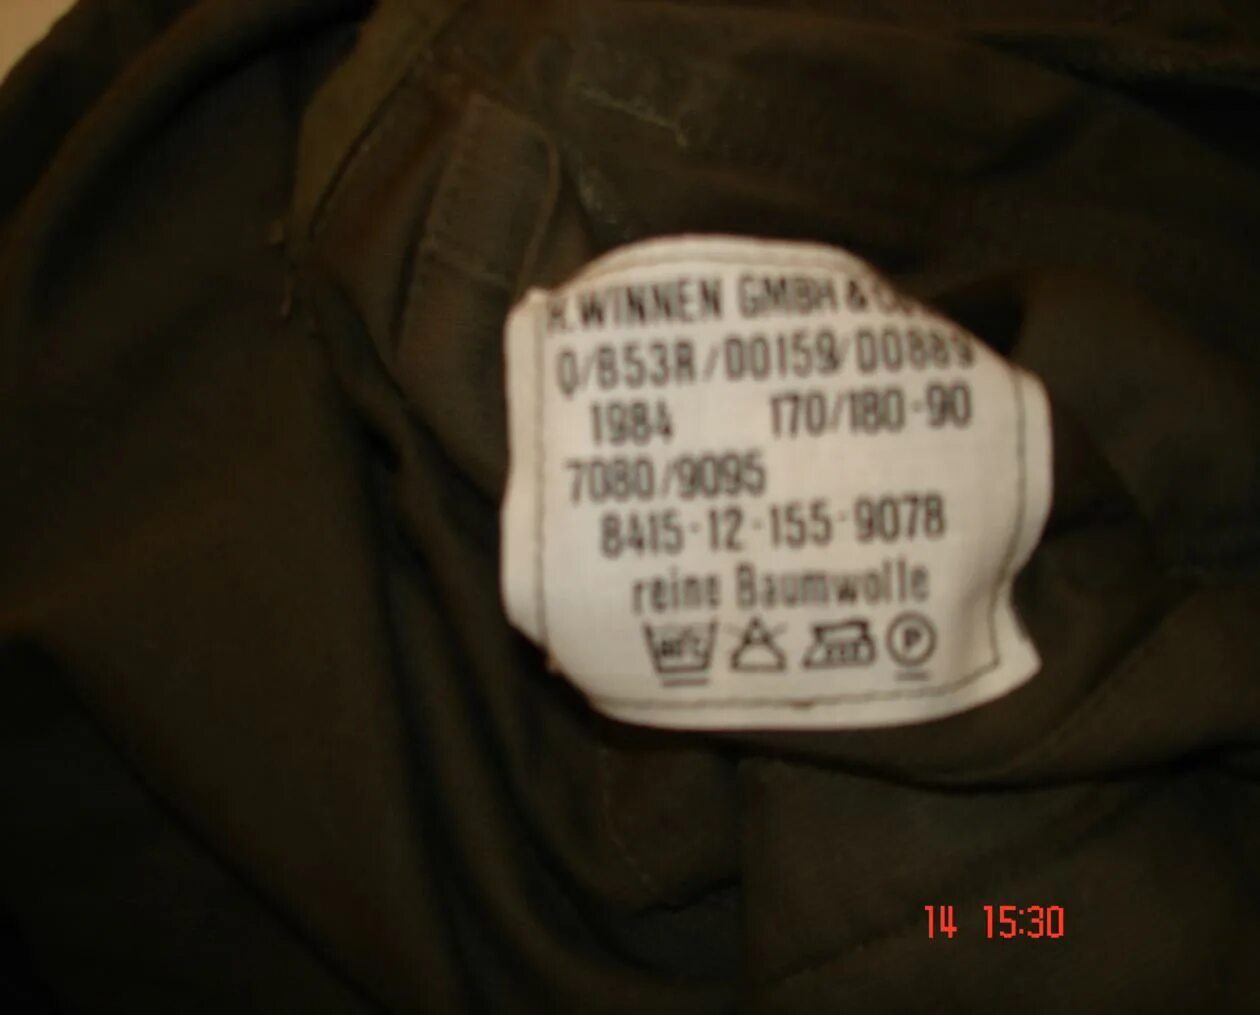 H. WINNEN GMBH &
Q/B53R/D0159/D0889
1984 170/180-90
7080/9095
8415-12-155-9078
reine Baumwolle
P
14 15:30